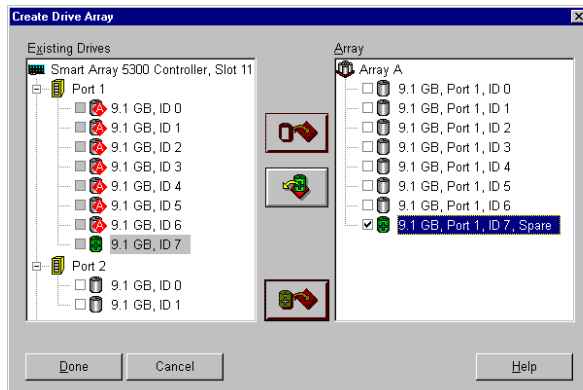 Create Drive Array
Existing Drives
Smart Array 5300 Controller, Slot 11
Port 1
9.1 GB, ID 0
9.1 GB, ID 1
9.1 GB, ID 2
9.1 GB, ID 3
9.1 GB, ID 4
9.1 GB, ID 5
9.1 GB, ID 6
9.1 GB, ID 7
Port 2
9.1 GB, ID 0
9.1 GB, ID 1
Array
Array A
9.1 GB, Port 1, ID 0
9.1 GB, Port 1, ID 1
9.1 GB, Port 1, ID 2
9.1 GB, Port 1, ID 3
9.1 GB, Port 1, ID 4
9.1 GB, Port 1, ID 5
9.1 GB, Port 1, ID 6
9.1 GB, Port 1, ID 7, Spare
Done
Cancel
Help